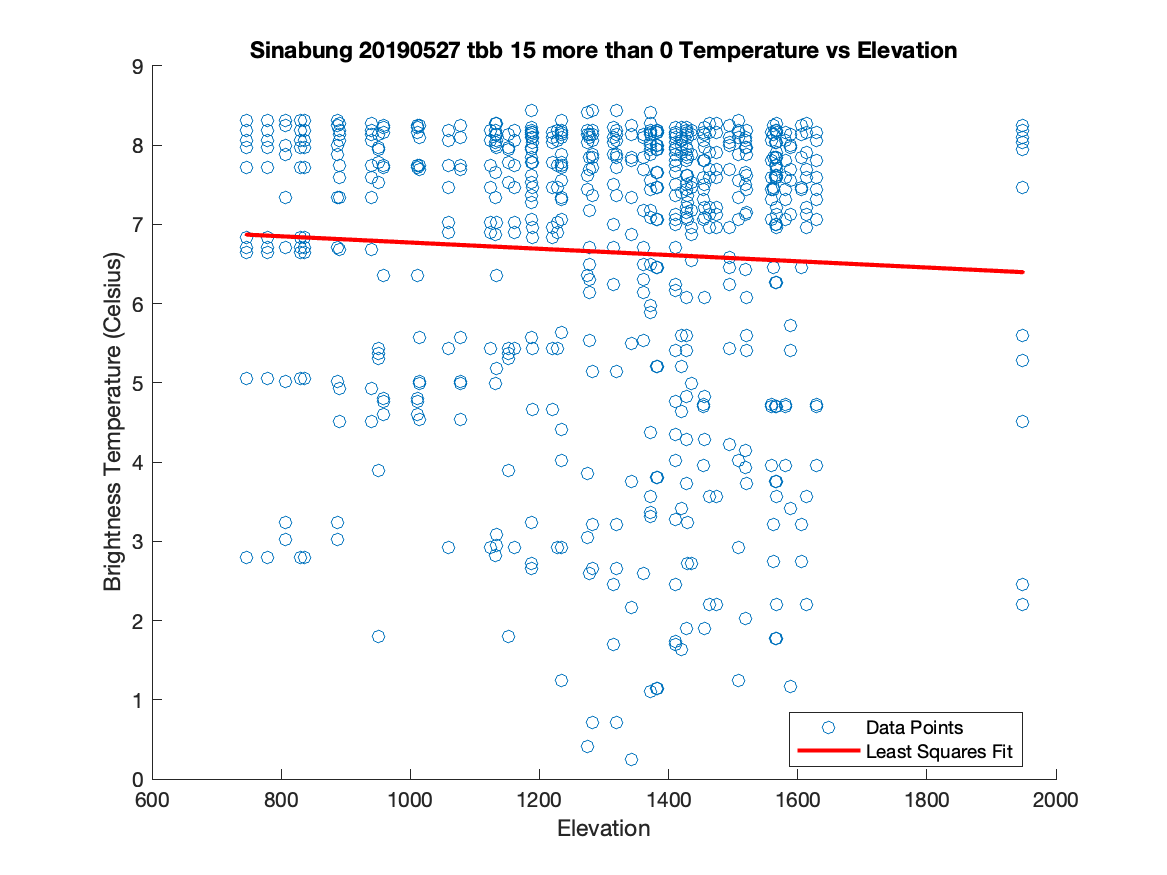 Sinabung 20190527 tbb 15 more than 0 Temperature vs Elevation
9
8
7
6
5
4
3
2
1
0
Brightness Temperature (Celsius)
600 800 1000 1200 1400 1600 1800 2000
Elevation
Data Points
Least Squares Fit